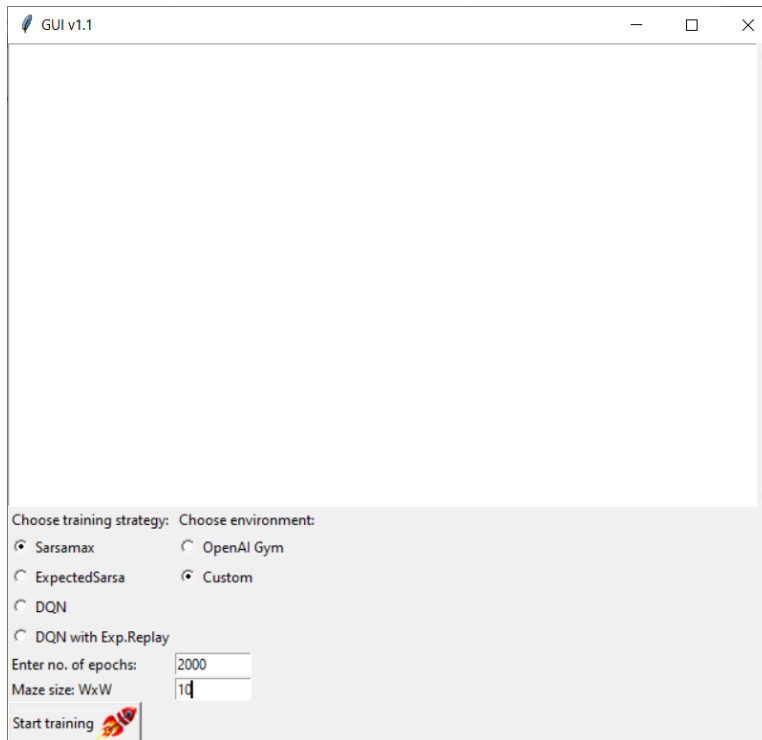 GUI v1.1
Choose training strategy: Choose environment:
Sarsamax OpenAI Gym
ExpectedSarsa Custom
DQN
DQN with Exp.Replay
Enter no. of epochs: 2000
Maze size: WxW 10
Start training